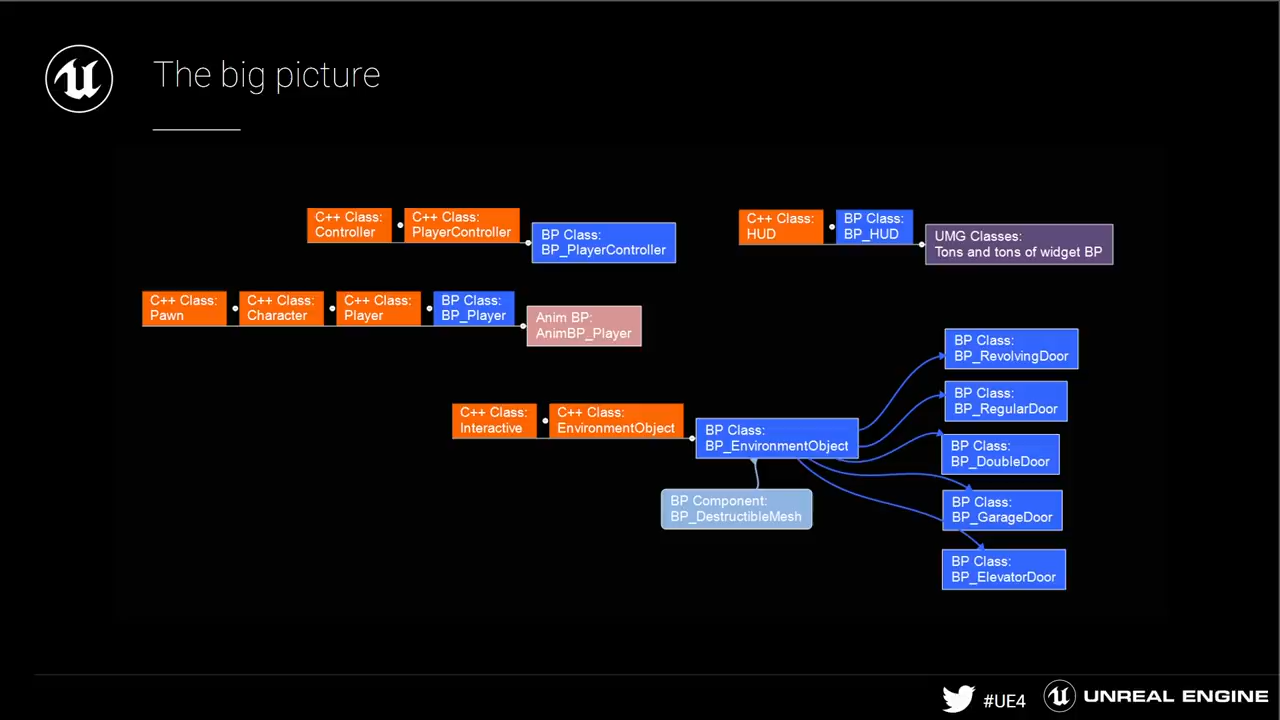 The big picture
C++ Class:
Controller
C++ Class:
PlayerController
BP Class:
BP_PlayerController
C++ Class:
HUD
BP Class:
BP_HUD
UMG Classes:
Tons and tons of widget BP
C++ Class:
Pawn
C++ Class:
Character
C++ Class:
Player
BP Class:
BP_Player
Anim BP:
AnimBP_Player
C++ Class:
Interactive
C++ Class:
EnvironmentObject
BP Class:
BP_EnvironmentObject
BP Component:
BP_DestructibleMesh
BP Class:
BP_RevolvingDoor
BP Class:
BP_RegularDoor
BP Class:
BP_DoubleDoor
BP Class:
BP_GarageDoor
BP Class:
BP_ElevatorDoor
#UE4
UNREAL ENGINE